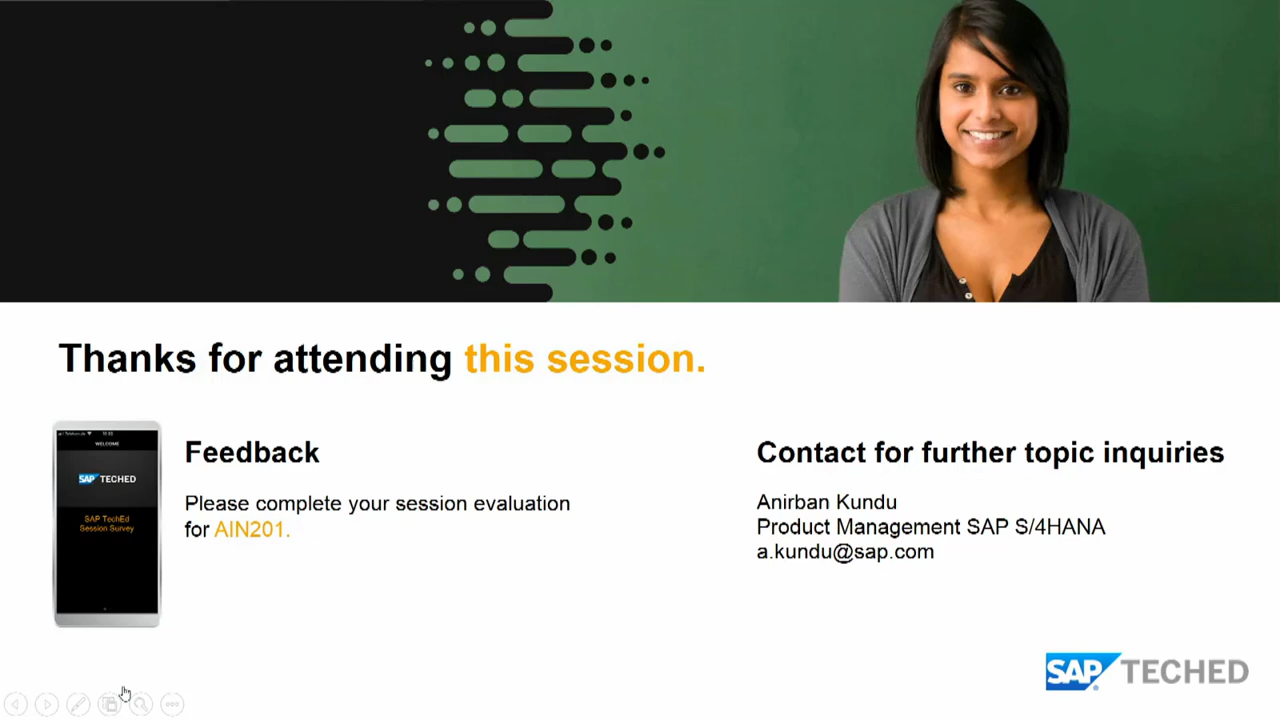 Thanks for attending this session.
WELCOME
SAP TECHED
SAP TechEd
Session Survey
Feedback
Please complete your session evaluation
for AIN201.
Contact for further topic inquiries
Anirban Kundu
Product Management SAP S/4HANA
a.kundu@sap.com
SAP TECHED